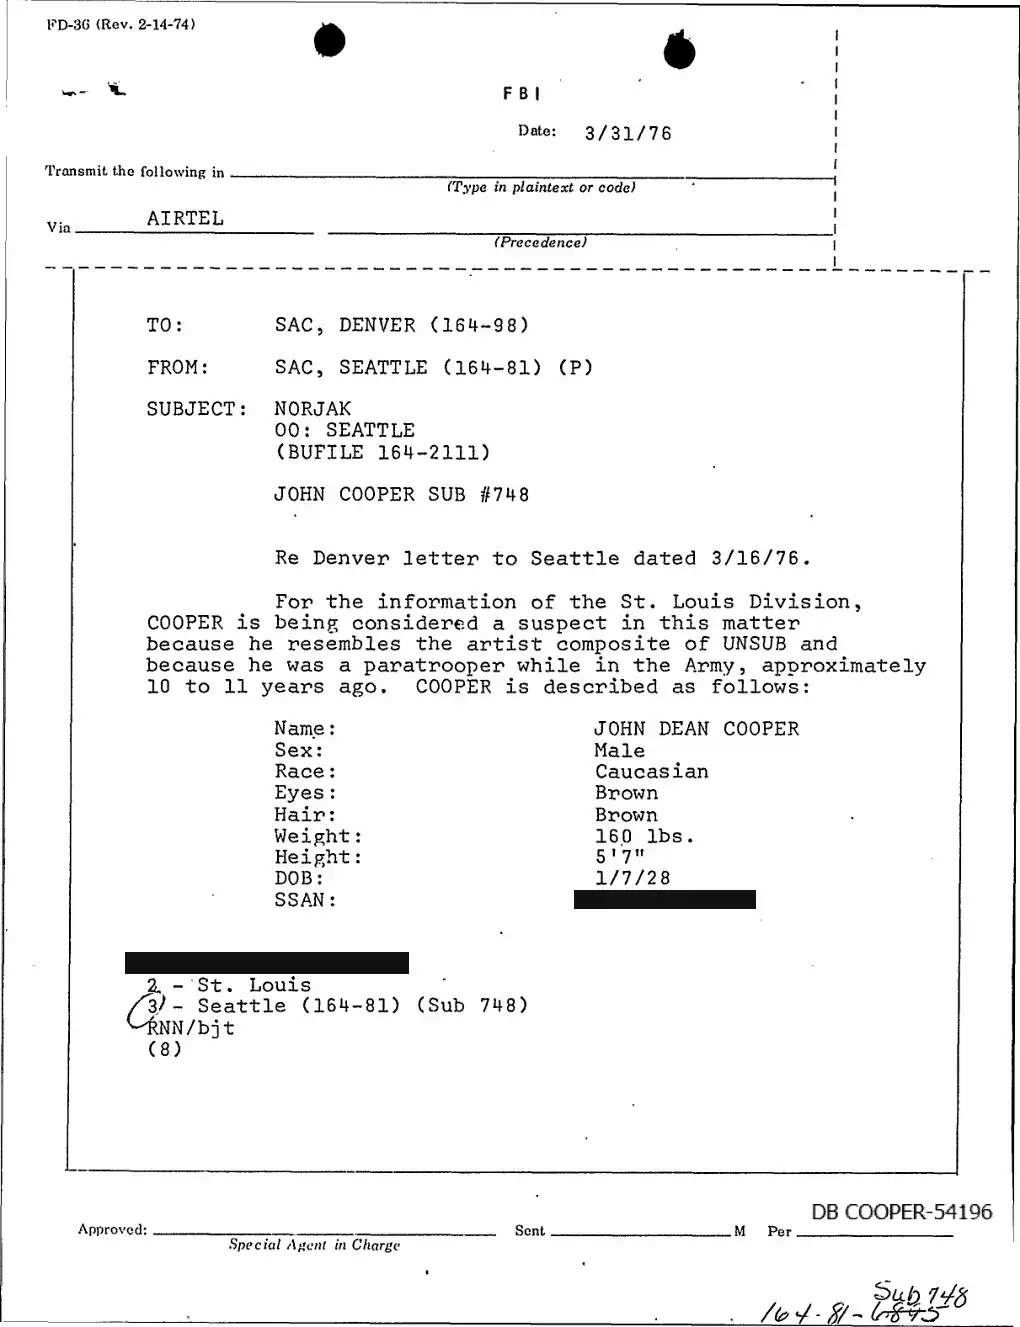 FD-36 (Rev. 2-14-74)
FBI
Date: 3/31/76
Transmit the following in
(Type in plaintext or code)
Via AIRTEL
(Precedence)
TO: SAC, DENVER (164-98)
FROM: SAC, SEATTLE (164-81) (P)
SUBJECT: NORJAK
OO: SEATTLE
(BUFILE 164-2111)
JOHN COOPER SUB #748
Re Denver letter to Seattle dated 3/16/76.
For the information of the St. Louis Division,
COOPER is being considered a suspect in this matter
because he resembles the artist composite of UNSUB and
because he was a paratrooper while in the Army, approximately
10 to 11 years ago. COOPER is described as follows:
Name: JOHN DEAN COOPER
Sex: Male
Race: Caucasian
Eyes: Brown
Hair: Brown
Weight: 160 lbs.
Height: 5'7"
DOB: 1/7/28
SSAN:
2 - St. Louis
3 - Seattle (164-81) (Sub 748)
RNN/bjt
(8)
DB COOPER-54196
Approved: Sent M Per
Special Agent in Charge
Sub 748
164-81-6895